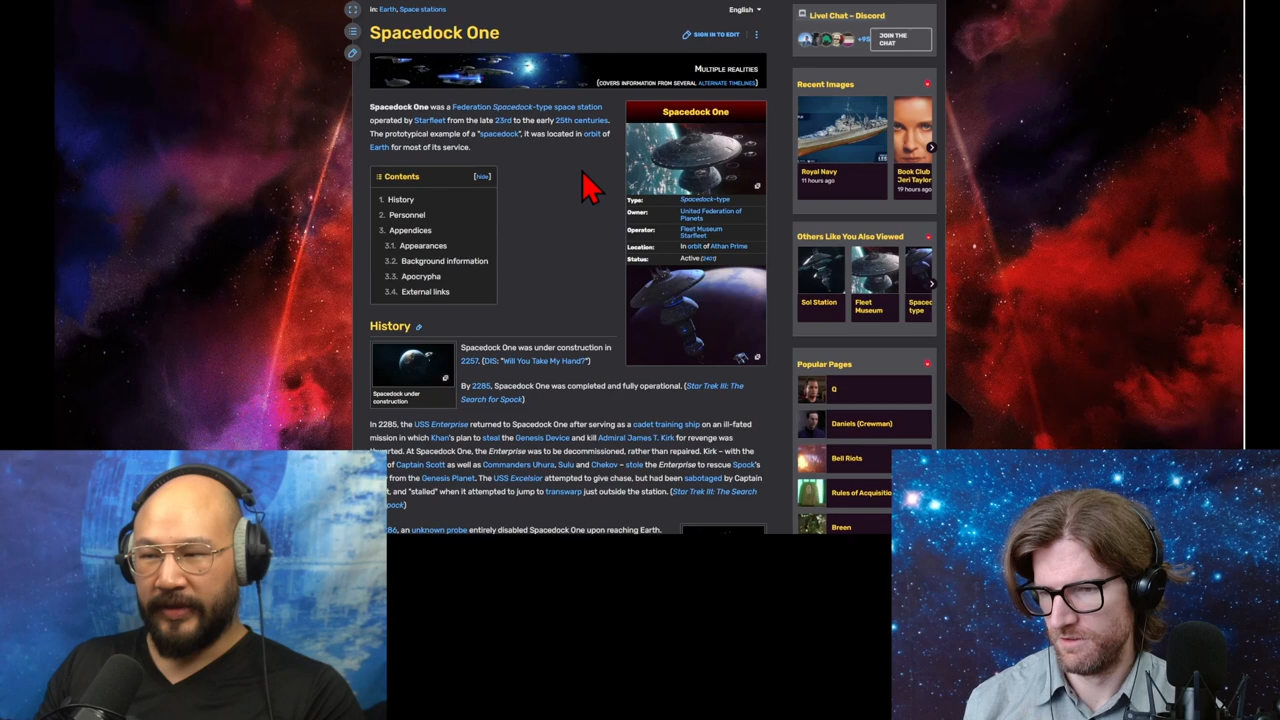 in: Earth, Space stations
English
Spacedock One
SIGN IN TO EDIT
MULTIPLE REALITIES
(COVERS INFORMATION FROM SEVERAL ALTERNATE TIMELINES)
Spacedock One was a Federation Spacedock-type space station
operated by Starfleet from the late 23rd to the early 25th centuries.
The prototypical example of a "spacedock", it was located in orbit of
Earth for most of its service.
Contents [hide]
1. History
2. Personnel
3. Appendices
3.1. Appearances
3.2. Background information
3.3. Apocrypha
3.4. External links
Spacedock One
Type: Spacedock-type
Owner: United Federation of
Planets
Operator: Fleet Museum
Starfleet
Location: In orbit of Athan Prime
Status: Active (2401)
History
Spacedock under
construction
Spacedock One was under construction in
2257. (DIS: "Will You Take My Hand?")
By 2285, Spacedock One was completed and fully operational. (Star Trek III: The
Search for Spock)
In 2285, the USS Enterprise returned to Spacedock One after serving as a cadet training ship on an ill-fated
mission in which Khan's plan to steal the Genesis Device and kill Admiral James T. Kirk for revenge was
At Spacedock One, the Enterprise was to be decommissioned, rather than repaired. Kirk – with the
of Captain Scott as well as Commanders Uhura, Sulu and Chekov – stole the Enterprise to rescue Spock's
from the Genesis Planet. The USS Excelsior attempted to give chase, but had been sabotaged by Captain
t, and "stalled" when it attempted to jump to transwarp just outside the station. (Star Trek III: The Search
pock)
86, an unknown probe entirely disabled Spacedock One upon reaching Earth.
Live! Chat – Discord
+95
JOIN THE
CHAT
Recent Images
Royal Navy
11 hours ago
Book Club
Jeri Taylor
19 hours ago
Others Like You Also Viewed
Sol Station
Fleet
Museum
Spaced
type
Popular Pages
Q
Daniels (Crewman)
Bell Riots
Rules of Acquisitio
Breen